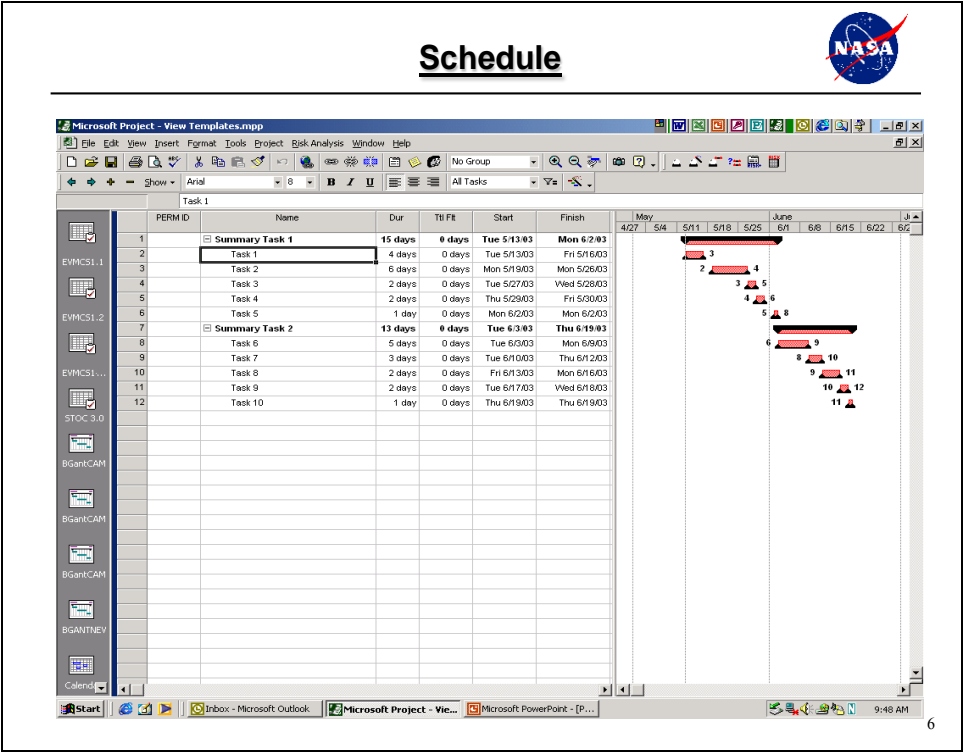 Schedule
NASA
Microsoft Project - View Templates.mpp
File Edit View Insert Format Tools Project Risk Analysis Window Help
No Group
Show Arial 8 B I U All Tasks
Task 1
PERM ID Name Dur Ttl Flt Start Finish May June
4/27 5/4 5/11 5/18 5/25 6/1 6/8 6/15 6/22 6/2
1 Summary Task 1 15 days 0 days Tue 5/13/03 Mon 6/2/03
2 Task 1 4 days 0 days Tue 5/13/03 Fri 5/16/03 3
3 Task 2 6 days 0 days Mon 5/19/03 Mon 5/26/03 2 4
4 Task 3 2 days 0 days Tue 5/27/03 Wed 5/28/03 3 5
5 Task 4 2 days 0 days Thu 5/29/03 Fri 5/30/03 4 6
6 Task 5 1 day 0 days Mon 6/2/03 Mon 6/2/03 5 8
7 Summary Task 2 13 days 0 days Tue 6/3/03 Thu 6/19/03
8 Task 6 5 days 0 days Tue 6/3/03 Mon 6/9/03 6 9
9 Task 7 3 days 0 days Tue 6/10/03 Thu 6/12/03 8 10
10 Task 8 2 days 0 days Fri 6/13/03 Mon 6/16/03 9 11
11 Task 9 2 days 0 days Tue 6/17/03 Wed 6/18/03 10 12
12 Task 10 1 day 0 days Thu 6/19/03 Thu 6/19/03 11
EVMCS1.1
EVMCS1.2
EVMCS1-...
STOC 3.0
BGantCAM
BGantCAM
BGantCAM
BGANTNEV
Calend
Start Inbox - Microsoft Outlook Microsoft Project - Vie... Microsoft PowerPoint - [P... 9:48 AM
6